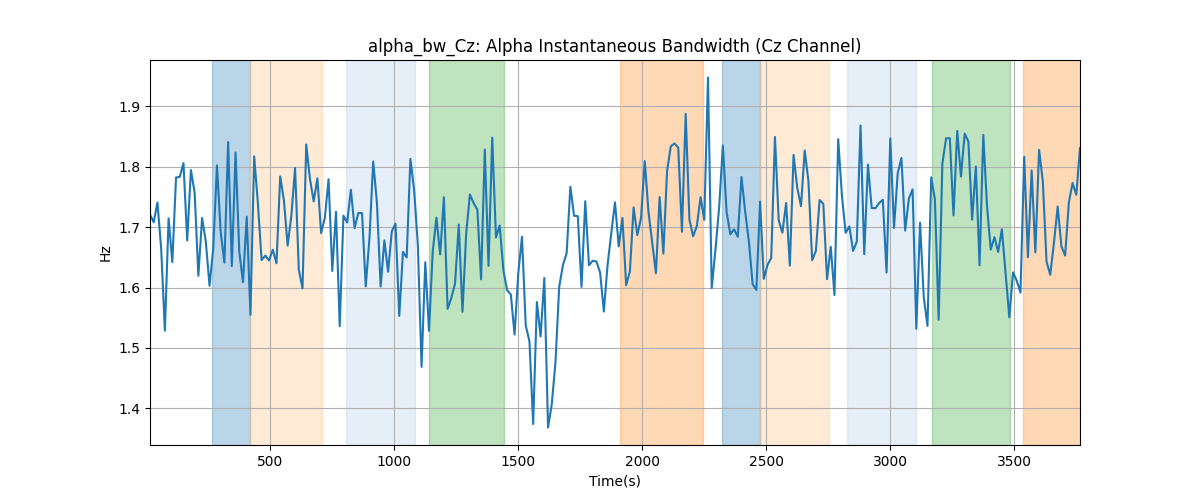 alpha_bw_Cz: Alpha Instantaneous Bandwidth (Cz Channel)
1.9
1.8
1.7
1.6
1.5
1.4
Hz
500 1000 1500 2000 2500 3000 3500
Time(s)